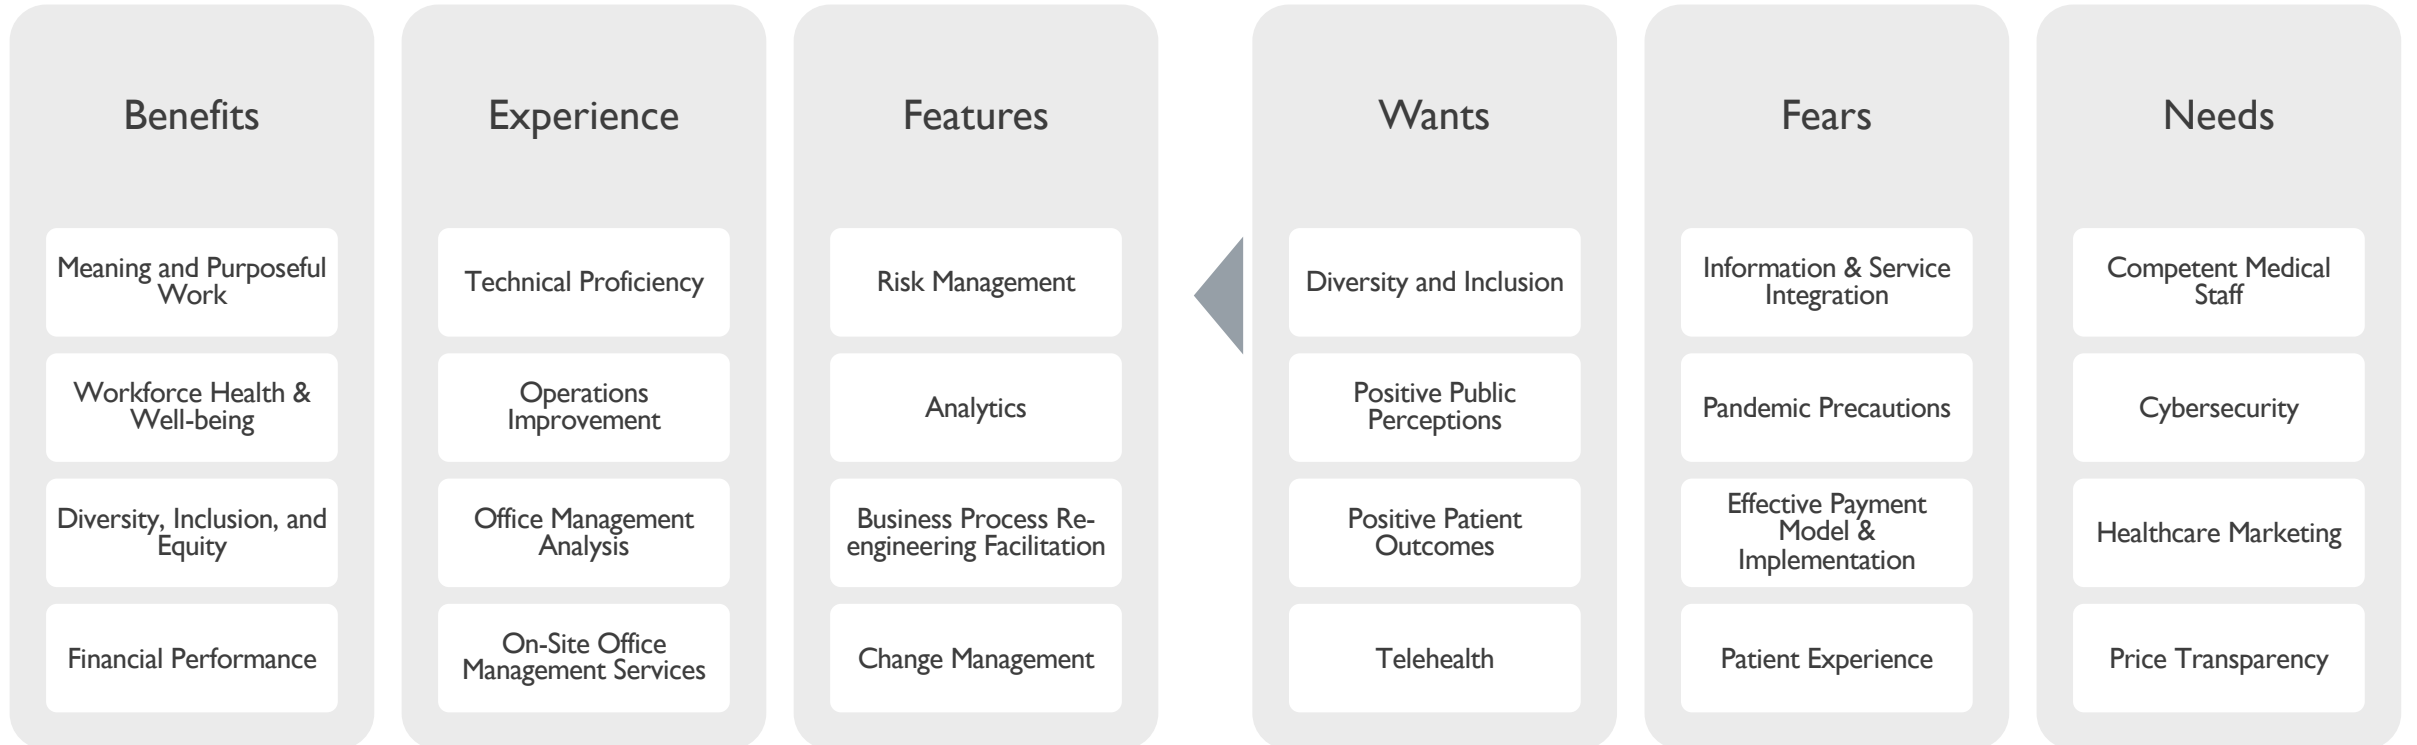 Benefits
Meaning and Purposeful
Work
Workforce Health &
Well-being
Diversity, Inclusion, and
Equity
Financial Performance
Experience
Technical Proficiency
Operations
Improvement
Office Management
Analysis
On-Site Office
Management Services
Features
Risk Management
Analytics
Business Process Re-
engineering Facilitation
Change Management
Wants
Diversity and Inclusion
Positive Public
Perceptions
Positive Patient
Outcomes
Telehealth
Fears
Information & Service
Integration
Pandemic Precautions
Effective Payment
Model &
Implementation
Patient Experience
Needs
Competent Medical
Staff
Cybersecurity
Healthcare Marketing
Price Transparency